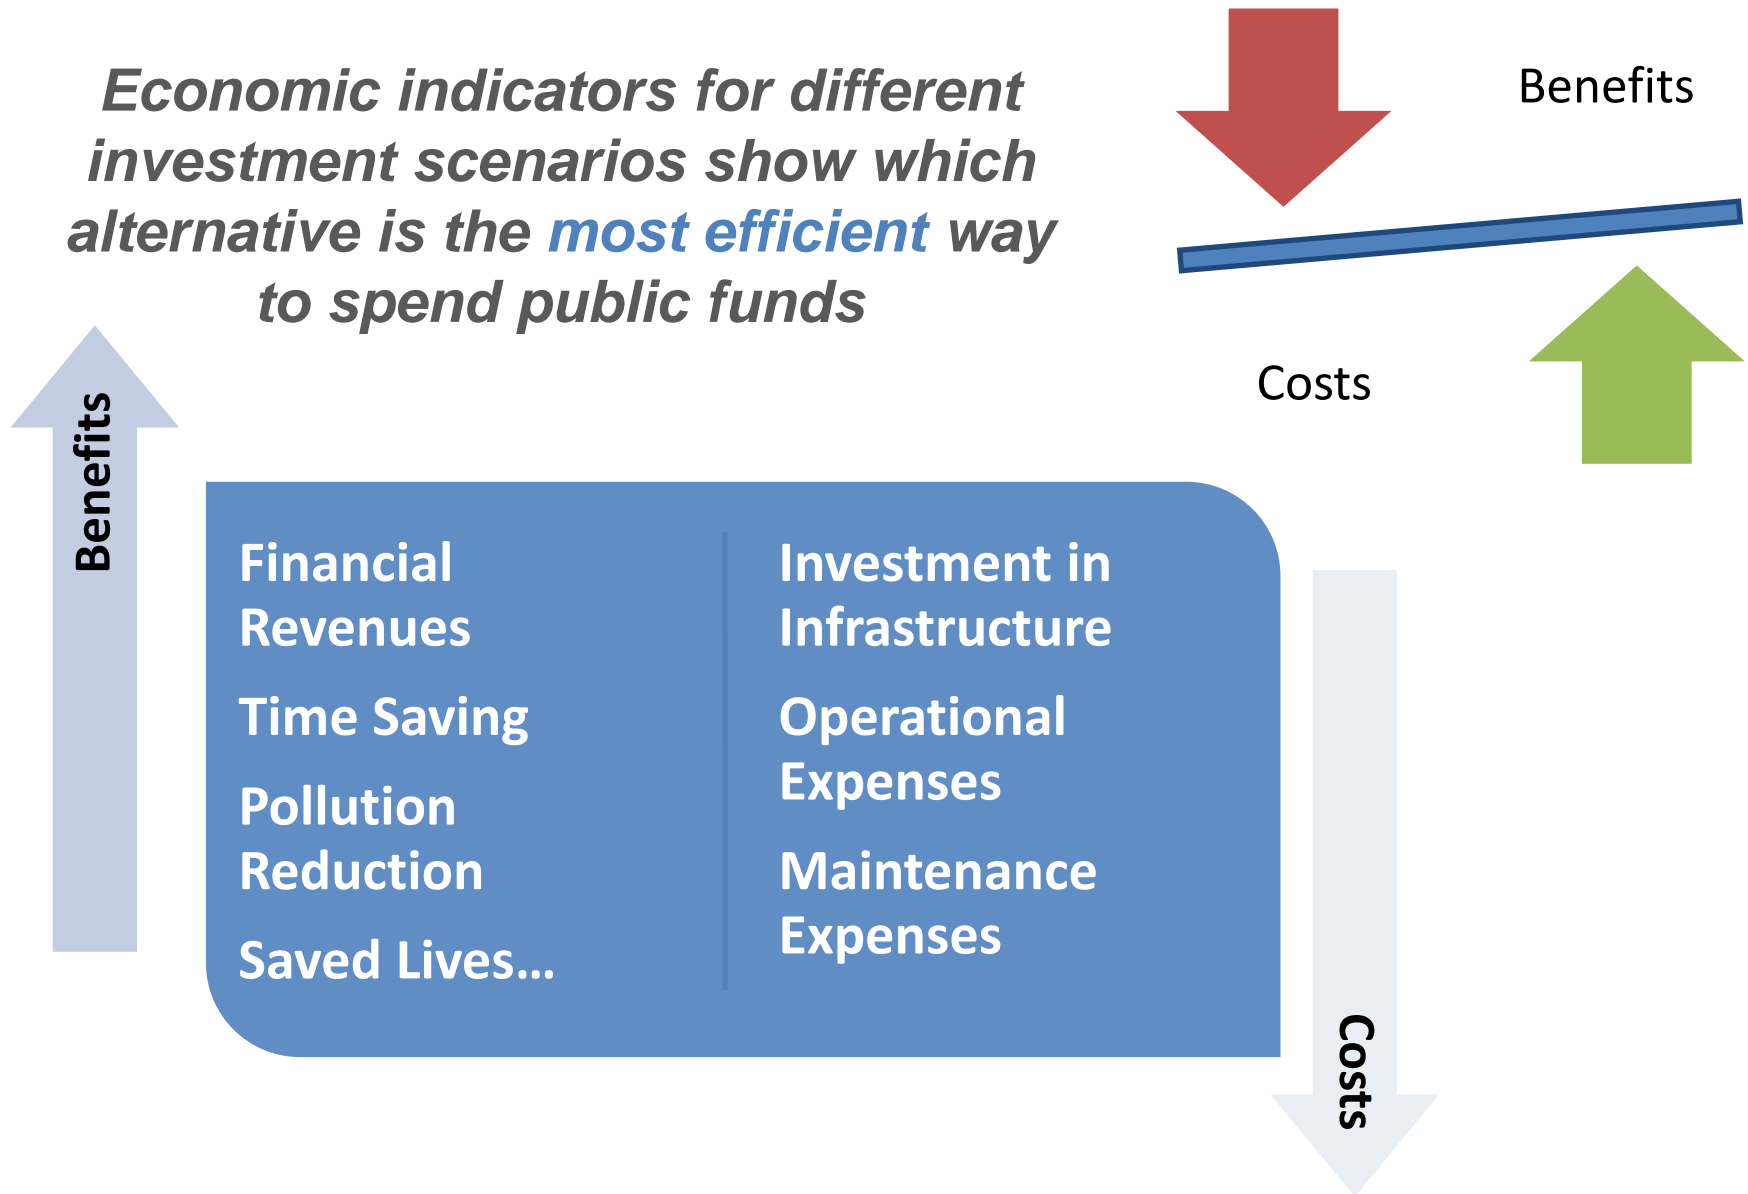 Economic indicators for different
investment scenarios show which
alternative is the most efficient way
to spend public funds
Benefits
Costs
Benefits
Financial
Revenues
Time Saving
Pollution
Reduction
Saved Lives…
Investment in
Infrastructure
Operational
Expenses
Maintenance
Expenses
Costs